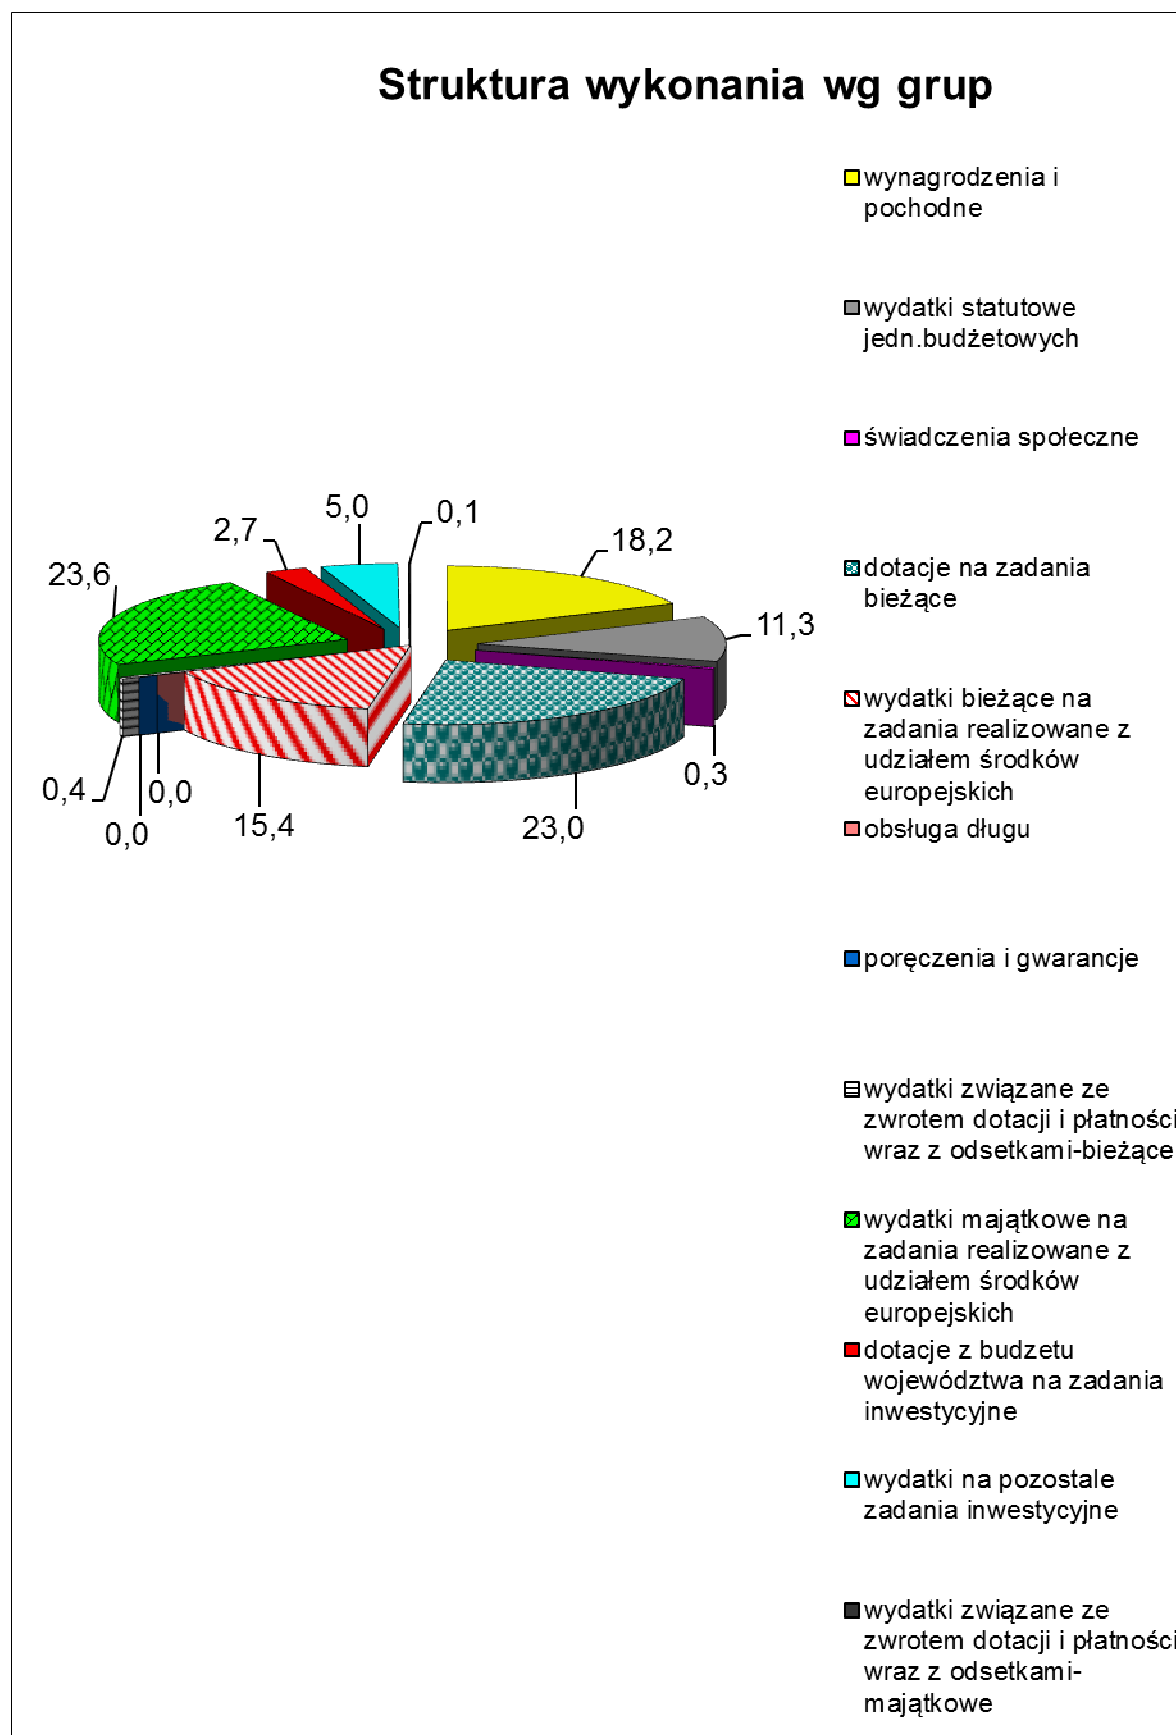 Struktura wykonania wg grup
wynagrodzenia i
pochodne
wydatki statutowe
jedn.budżetowych
świadczenia społeczne
dotacje na zadania
bieżące
wydatki bieżące na
zadania realizowane z
udziałem środków
europejskich
obsługa długu
poręczenia i gwarancje
wydatki związane ze
zwrotem dotacji i płatności
wraz z odsetkami-bieżące
wydatki majątkowe na
zadania realizowane z
udziałem środków
europejskich
dotacje z budzetu
województwa na zadania
inwestycyjne
wydatki na pozostale
zadania inwestycyjne
wydatki związane ze
zwrotem dotacji i płatności
wraz z odsetkami-
majątkowe
5,0
0,1
2,7
18,2
23,6
11,3
0,3
0,4
0,0
0,0
15,4
23,0